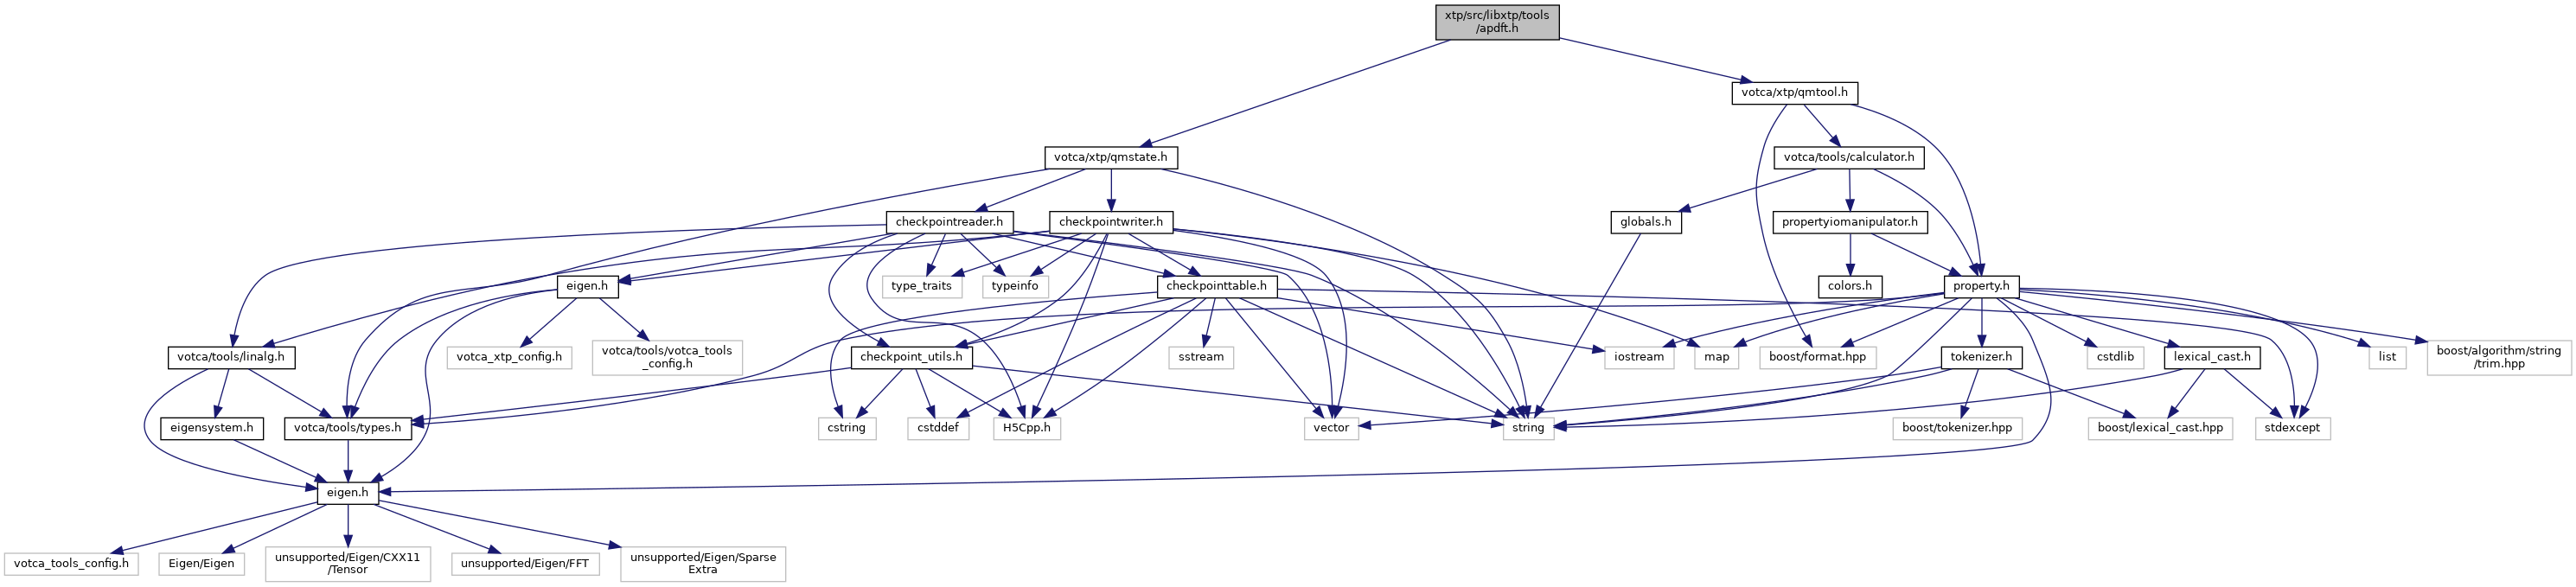 xtp/src/libxtp/tools
/apdft.h
votca/xtp/qmtool.h
votca/xtp/qmstate.h
votca/tools/calculator.h
checkpointreader.h
checkpointwriter.h
globals.h
propertyiomanipulator.h
eigen.h
type_traits
typeinfo
checkpointtable.h
colors.h
property.h
votca/tools/linalg.h
votca_xtp_config.h
votca/tools/votca_tools
_config.h
checkpoint_utils.h
sstream
iostream
map
boost/format.hpp
tokenizer.h
cstdlib
lexical_cast.h
list
boost/algorithm/string
/trim.hpp
eigensystem.h
votca/tools/types.h
cstring
cstddef
H5Cpp.h
vector
string
boost/tokenizer.hpp
boost/lexical_cast.hpp
stdexcept
eigen.h
votca_tools_config.h
Eigen/Eigen
unsupported/Eigen/CXX11
/Tensor
unsupported/Eigen/FFT
unsupported/Eigen/Sparse
Extra